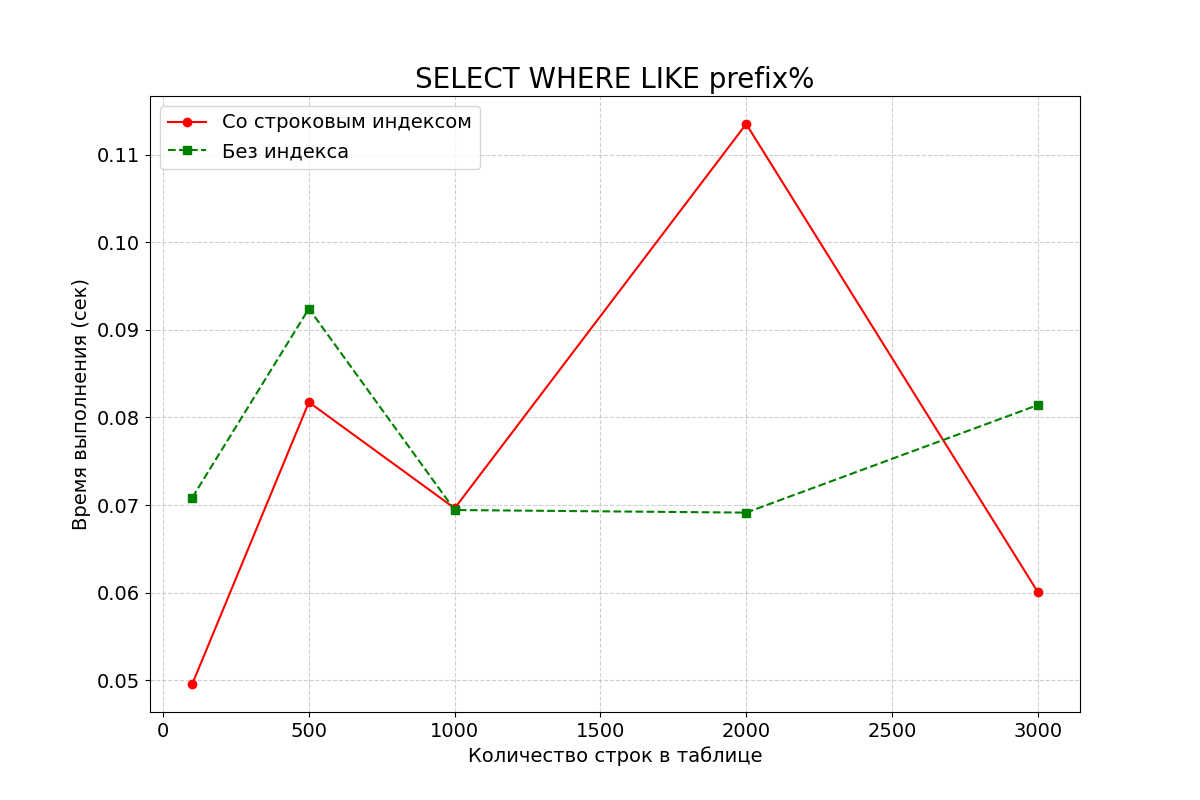 SELECT WHERE LIKE prefix%
Со строковым индексом
Без индекса
0.11
0.10
0.09
0.08
0.07
0.06
0.05
Время выполнения (сек)
0 500 1000 1500 2000 2500 3000
Количество строк в таблице